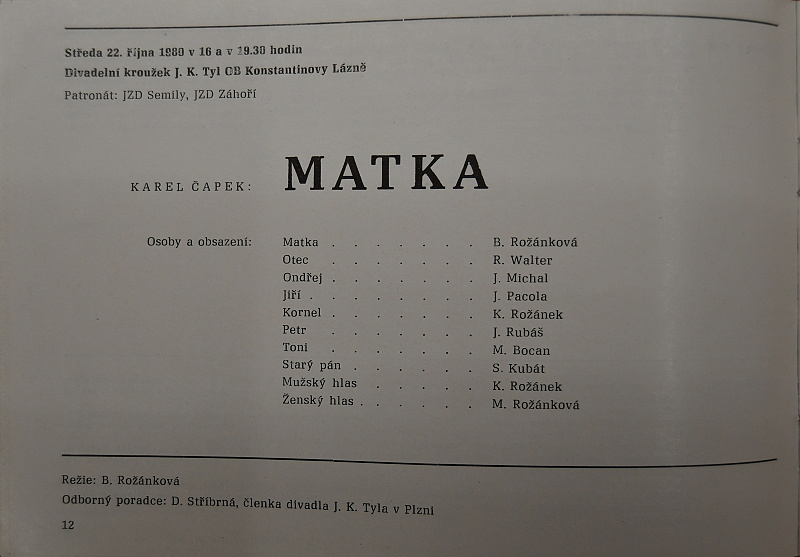 Středa 22. října 1980 v 16 a v 19.30 hodin
Divadelní kroužek J. K. Tyl OB Konstantinovy Lázně
Patronát: JZD Semily, JZD Záhoří
KAREL ČAPEK: MATKA
Osoby a obsazení: Matka . . . . . . . B. Rožánková
Otec . . . . . . . R. Walter
Ondřej . . . . . . . J. Michal
Jiří . . . . . . . . J. Pacola
Kornel . . . . . . . K. Rožánek
Petr . . . . . . . J. Rubáš
Toni . . . . . . . M. Bocan
Starý pán . . . . . . S. Kubát
Mužský hlas . . . . . K. Rožánek
Ženský hlas . . . . . . M. Rožánková
Režie: B. Rožánková
Odborný poradce: D. Stříbrná, členka divadla J. K. Tyla v Plzni
12